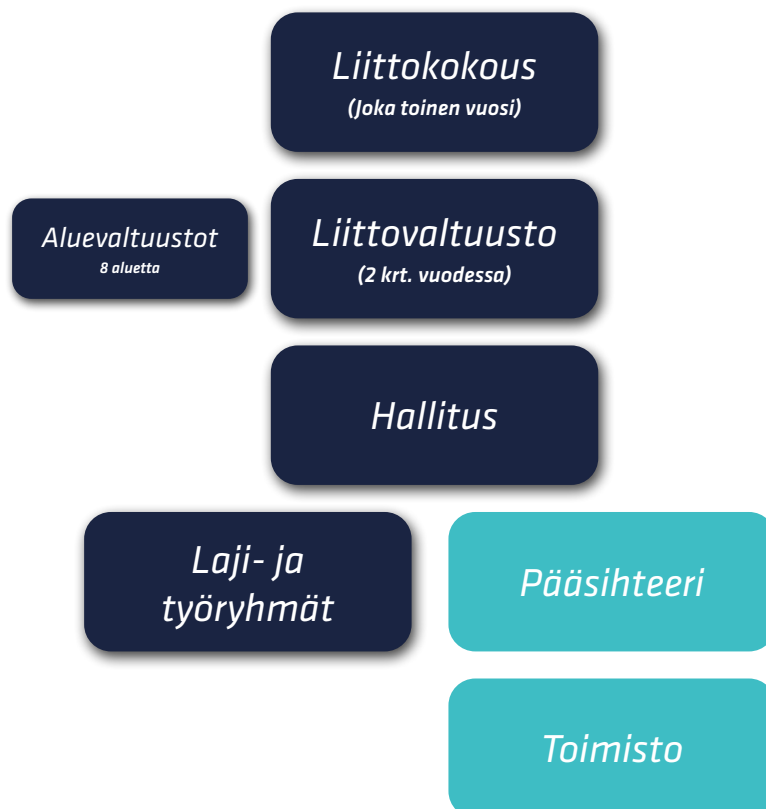 Liittokokous
(Joka toinen vuosi)
Aluevaltuustot
8 aluetta
Liittovaltuusto
(2 krt. vuodessa)
Hallitus
Laji- ja
työryhmät
Pääsihteeri
Toimisto